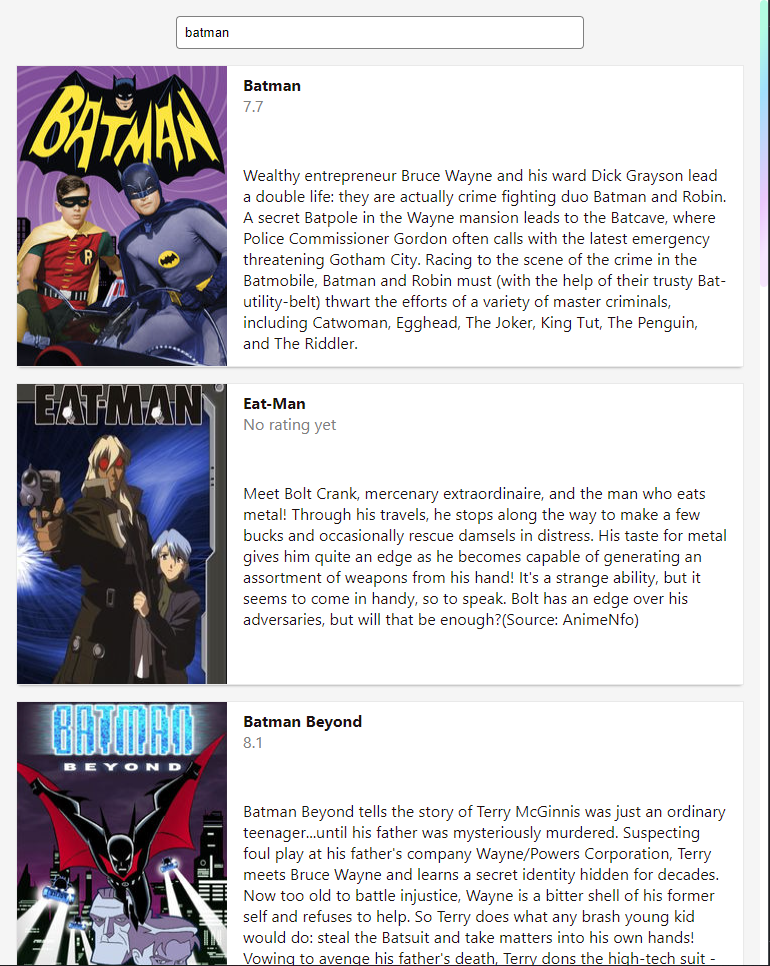 batman
BATMAN
Batman
7.7
Wealthy entrepreneur Bruce Wayne and his ward Dick Grayson lead
a double life: they are actually crime fighting duo Batman and Robin.
A secret Batpole in the Wayne mansion leads to the Batcave, where
Police Commissioner Gordon often calls with the latest emergency
threatening Gotham City. Racing to the scene of the crime in the
Batmobile, Batman and Robin must (with the help of their trusty Bat-
utility-belt) thwart the efforts of a variety of master criminals,
including Catwoman, Egghead, The Joker, King Tut, The Penguin,
and The Riddler.
EAT-MAN
Eat-Man
No rating yet
Meet Bolt Crank, mercenary extraordinaire, and the man who eats
metal! Through his travels, he stops along the way to make a few
bucks and occasionally rescue damsels in distress. His taste for metal
gives him quite an edge as he becomes capable of generating an
assortment of weapons from his hand! It's a strange ability, but it
seems to come in handy, so to speak. Bolt has an edge over his
adversaries, but will that be enough?(Source: AnimeNfo)
BATMAN
BEYOND
Batman Beyond
8.1
Batman Beyond tells the story of Terry McGinnis was just an ordinary
teenager...until his father was mysteriously murdered. Suspecting
foul play at his father's company Wayne/Powers Corporation, Terry
meets Bruce Wayne and learns a secret identity hidden for decades.
Now too old to battle injustice, Wayne is a bitter shell of his former
self and refuses to help. So Terry does what any brash young kid
would do: steal the Batsuit and take matters into his own hands!
Vowing to avenge his father's death, Terry dons the high-tech suit -